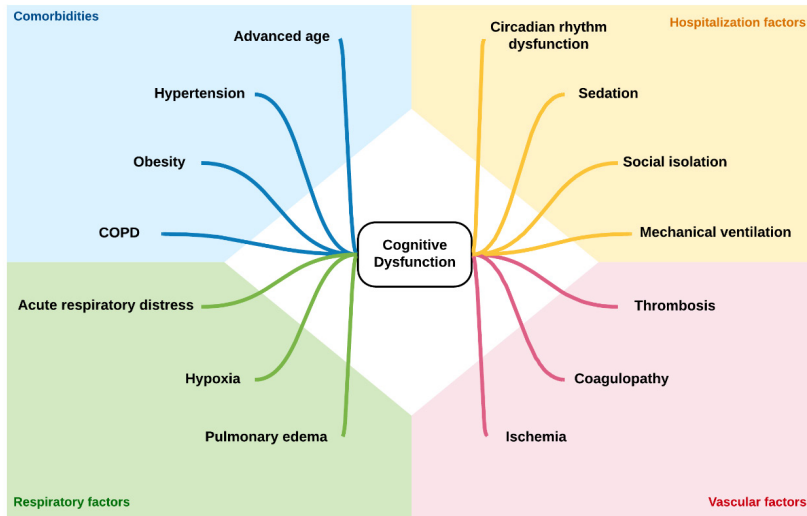 Comorbidities
Advanced age
Hypertension
Obesity
COPD
Hospitalization factors
Circadian rhythm
dysfunction
Sedation
Social isolation
Mechanical ventilation
Cognitive
Dysfunction
Acute respiratory distress
Hypoxia
Pulmonary edema
Respiratory factors
Thrombosis
Coagulopathy
Ischemia
Vascular factors